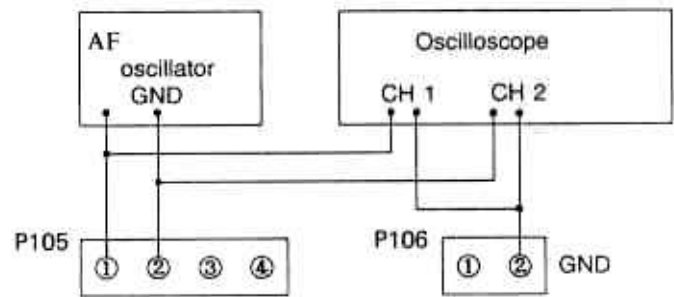 AF
oscillator
GND
Oscilloscope
CH 1 CH 2
P105
① ② ③ ④
P106
① ② GND